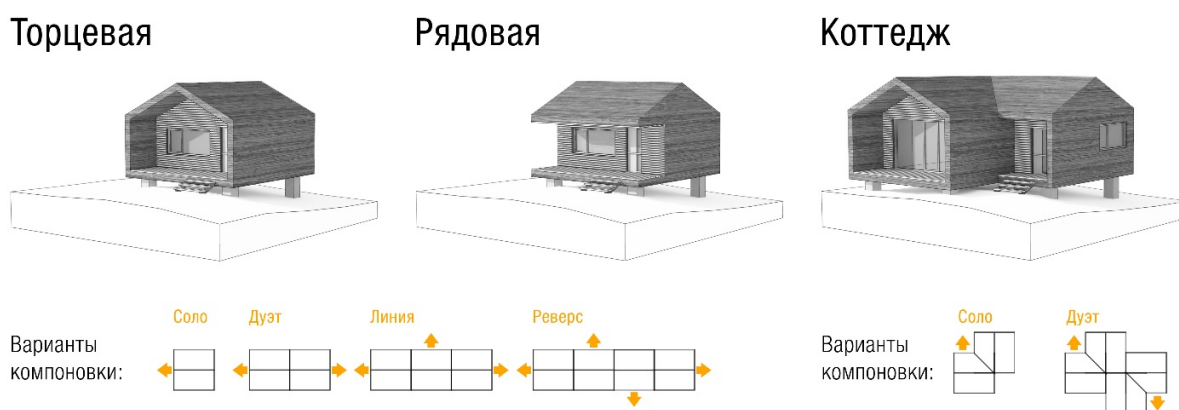 Торцевая
Рядовая
Коттедж
Соло
Дуэт
Линия
Реверс
Варианты
компоновки:
Соло
Дуэт
Варианты
компоновки: